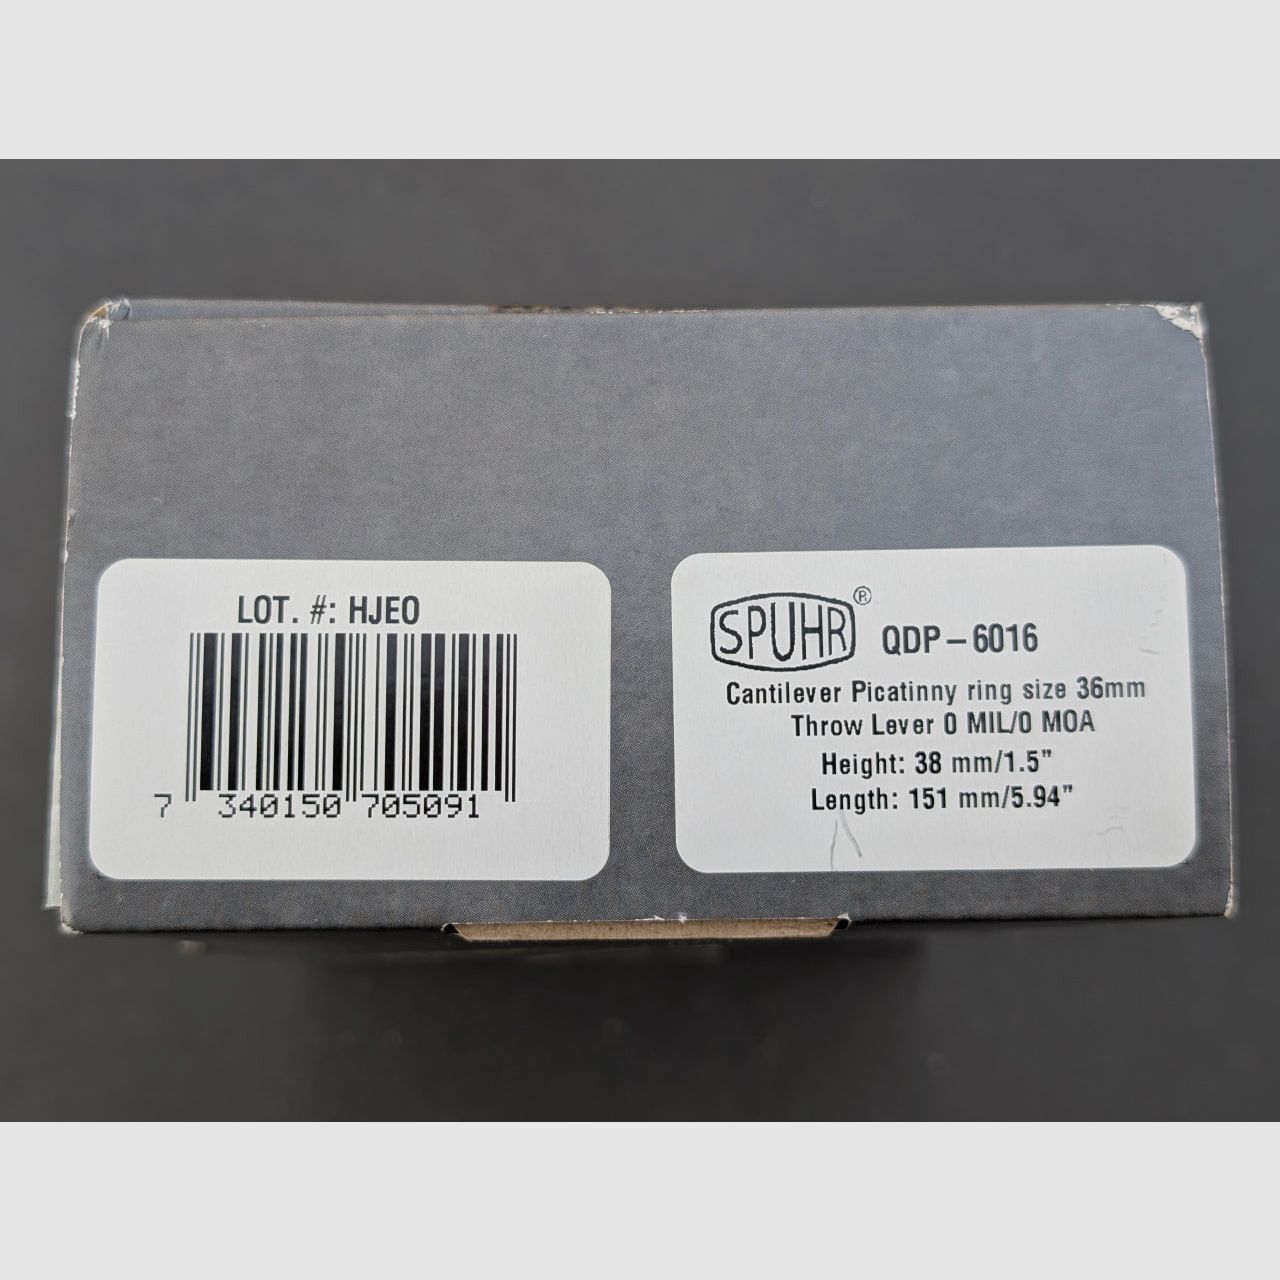 LOT. #: HJEO
7 340150 705091
SPUHR® QDP-6016
Cantilever Picatinny ring size 36mm
Throw Lever 0 MIL/0 MOA
Height: 38 mm/1.5"
Length: 151 mm/5.94"